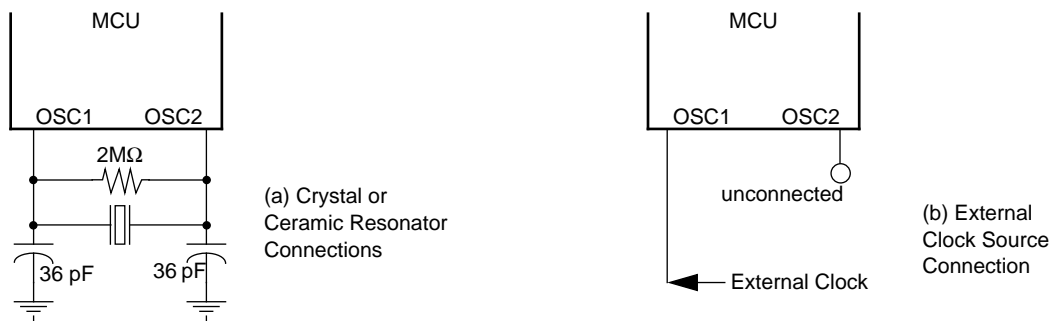 MCU
OSC1 OSC2
2MΩ
36 pF 36 pF
(a) Crystal or
Ceramic Resonator
Connections
MCU
OSC1 OSC2
unconnected
External Clock
(b) External
Clock Source
Connection